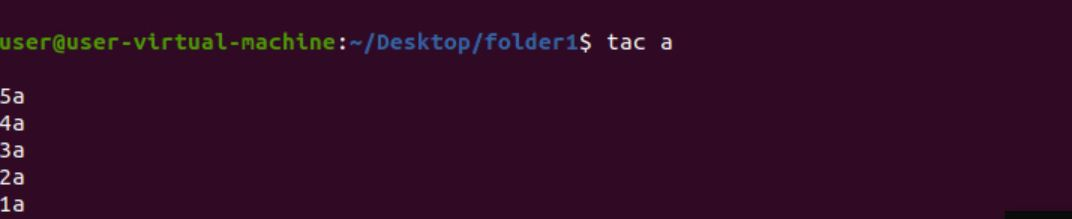 user@user-virtual-machine:~/Desktop/folder1$ tac a
5a
4a
3a
2a
1a